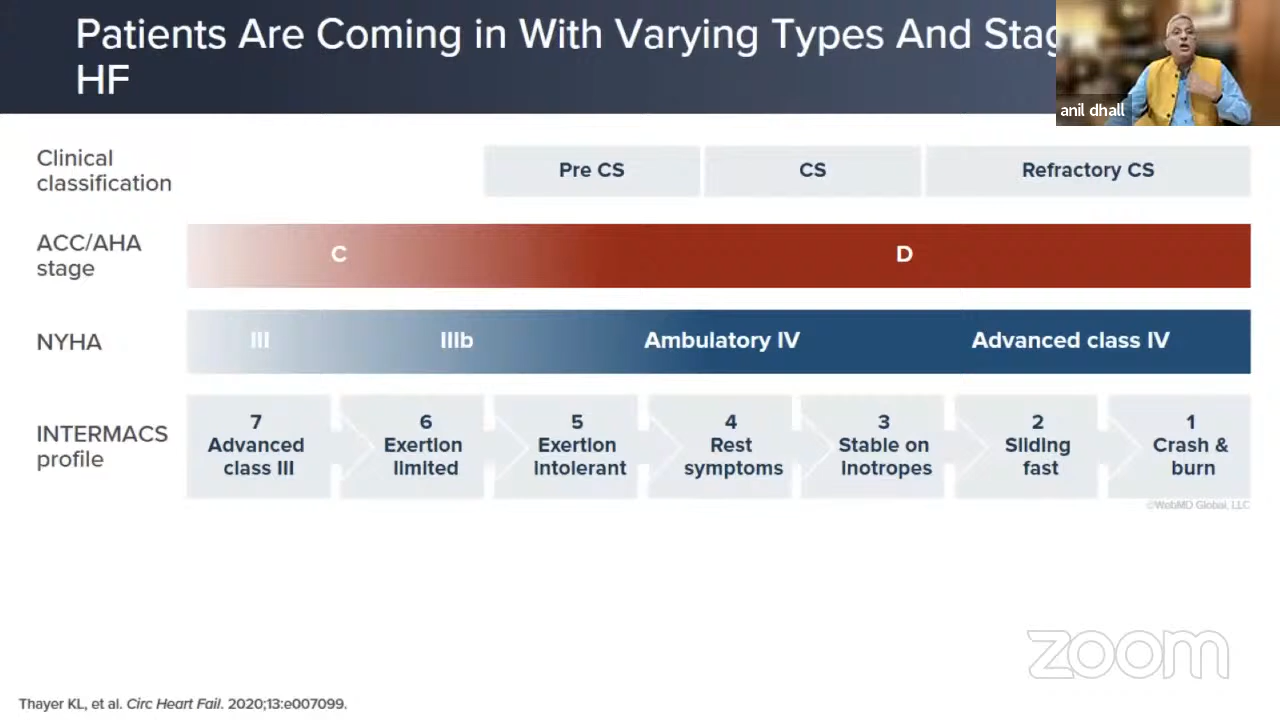 Patients Are Coming in With Varying Types And Stag
HF
anil dhall
Clinical
classification
Pre CS
CS
Refractory CS
ACC/AHA
stage
C
D
NYHA
III
IIIb
Ambulatory IV
Advanced class IV
INTERMACS
profile
7
Advanced
class III
6
Exertion
limited
5
Exertion
intolerant
4
Rest
symptoms
3
Stable on
Inotropes
2
Sliding
fast
1
Crash &
burn
©WebMD Global, LLC
zoom
Thayer KL, et al. Circ Heart Fail. 2020;13:e007099.